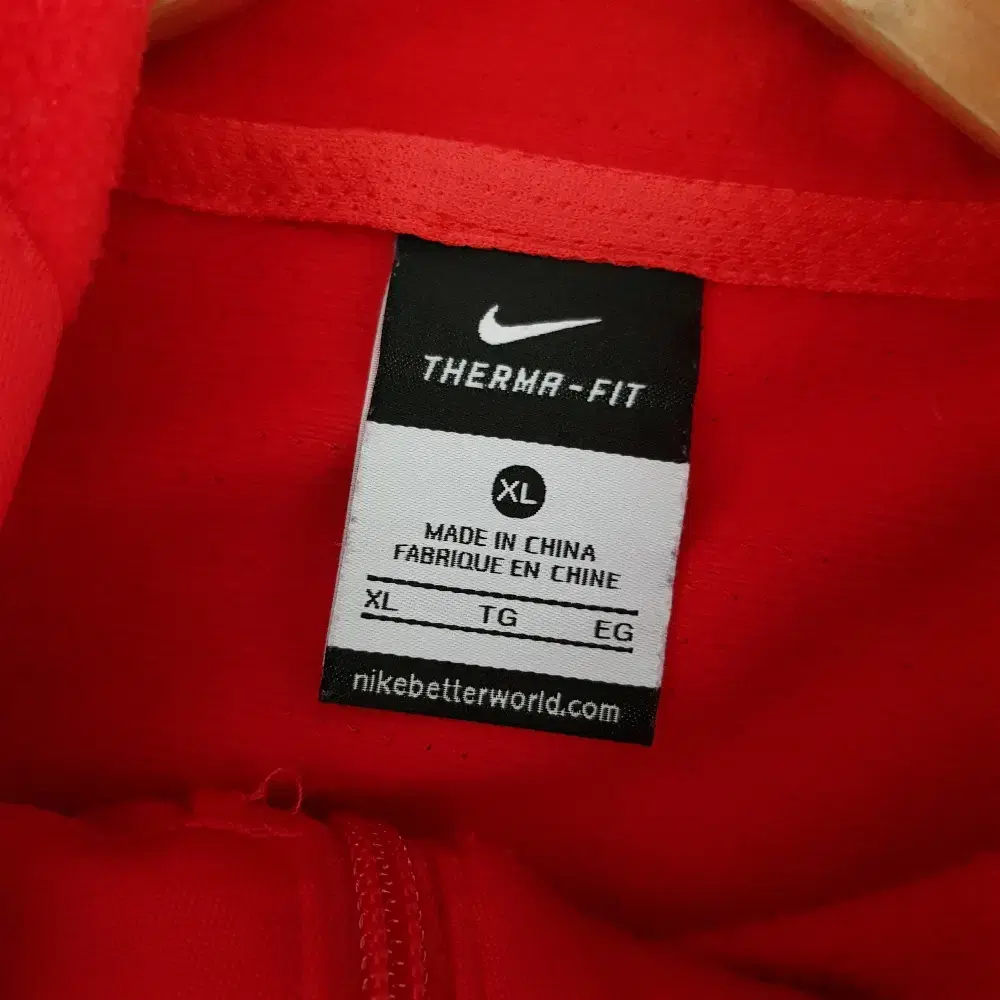 THERMA-FIT
XL
MADE IN CHINA
FABRIQUE EN CHINE
XL TG EG
nikebetterworld.com